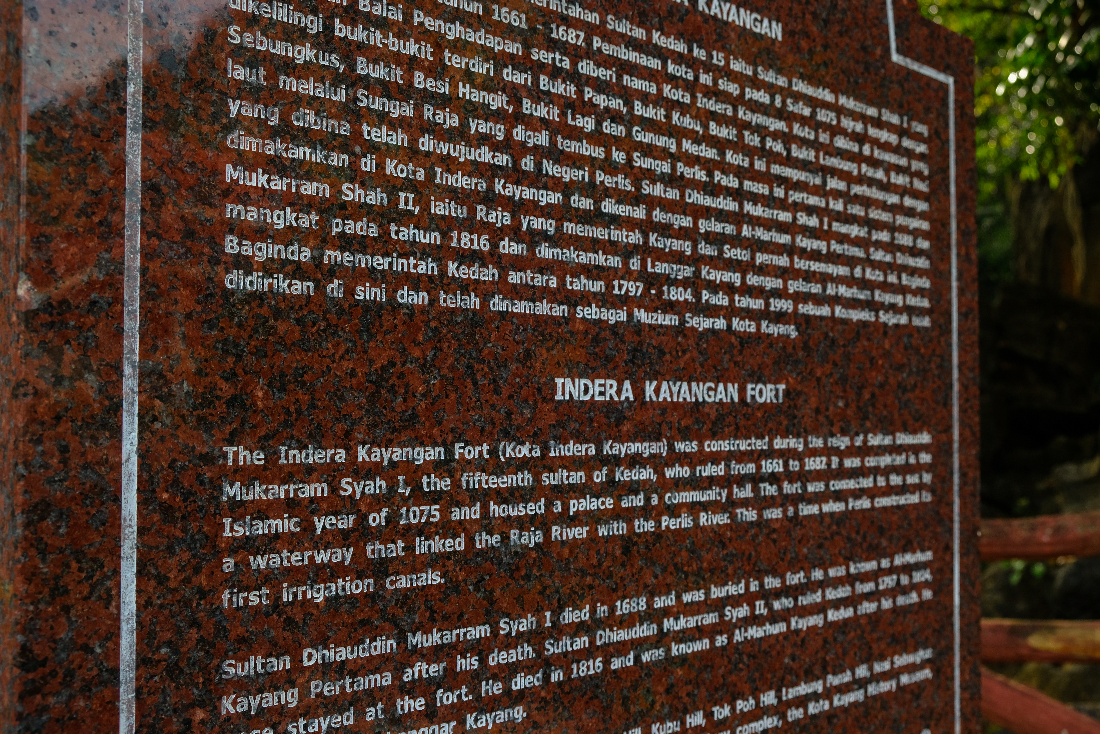 KAYANGAN
tahun 1661 - 1687. Pembinaan kota ini siap pada 8 Safar 1075 hijrah lengkap dengan
Balai Penghadapan serta diberi nama Kota Indera Kayangan. Kota ini dibina di kawasan yang
dikelilingi bukit-bukit terdiri dari Bukit Papan, Bukit Kubu, Bukit Tok Poh, Bukit Lambung Panah, Bukit Nasi
Sebungkus, Bukit Besi Hangit, Bukit Lagi dan Gunung Medan. Kota ini mempunyai jalan perhubungan dengan
laut melalui Sungai Raja yang digali tembus ke Sungai Perlis. Pada masa ini pertama kali satu sistem pengairan
yang dibina telah diwujudkan di Negeri Perlis. Sultan Dhiauddin Mukarram Shah I mangkat pada 1688 dan
dimakamkan di Kota Indera Kayangan dan dikenali dengan gelaran Al-Marhum Kayang Pertama. Sultan Dhiauddin
Mukarram Shah II, iaitu Raja yang memerintah Kayang dan Setol pernah bersemayam di Kota ini. Baginda
mangkat pada tahun 1816 dan dimakamkan di Langgar Kayang dengan gelaran Al-Marhum Kayang Kedua.
Baginda memerintah Kedah antara tahun 1797 - 1804. Pada tahun 1999 sebuah Kompleks Sejarah telah
didirikan di sini dan telah dinamakan sebagai Muzium Sejarah Kota Kayang.
INDERA KAYANGAN FORT
The Indera Kayangan Fort (Kota Indera Kayangan) was constructed during the reign of Sultan Dhiauddin
Mukarram Syah I, the fifteenth sultan of Kedah, who ruled from 1661 to 1687. It was completed in the
Islamic year of 1075 and housed a palace and a community hall. The fort was connected to the sea by
a waterway that linked the Raja River with the Perlis River. This was a time when Perlis constructed its
first irrigation canals.
Sultan Dhiauddin Mukarram Syah I died in 1688 and was buried in the fort. He was known as Al-Marhum
Kayang Pertama after his death. Sultan Dhiauddin Mukarram Syah II, who ruled Kedah from 1797 to 1804,
stayed at the fort. He died in 1816 and was known as Al-Marhum Kayang Kedua after his death. He
Kayang.
Kubu Hill, Tok Poh Hill, Lambung Panah Hill, Nasi Sebungkus
complex, the Kota Kayang History Museum,